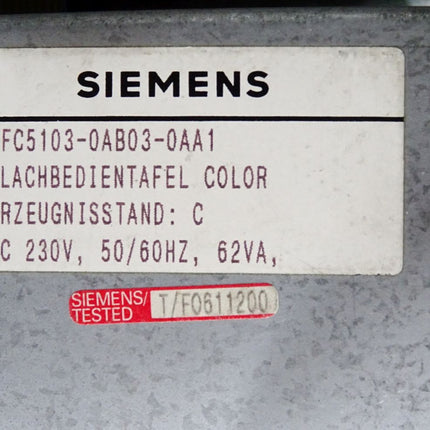 SIEMENS
FC5103-0AB03-0AA1
LACHBEDIENTAFEL COLOR
RZEUGNISSTAND: C
C 230V, 50/60HZ, 62VA,
SIEMENS/
TESTED
T/F0611200